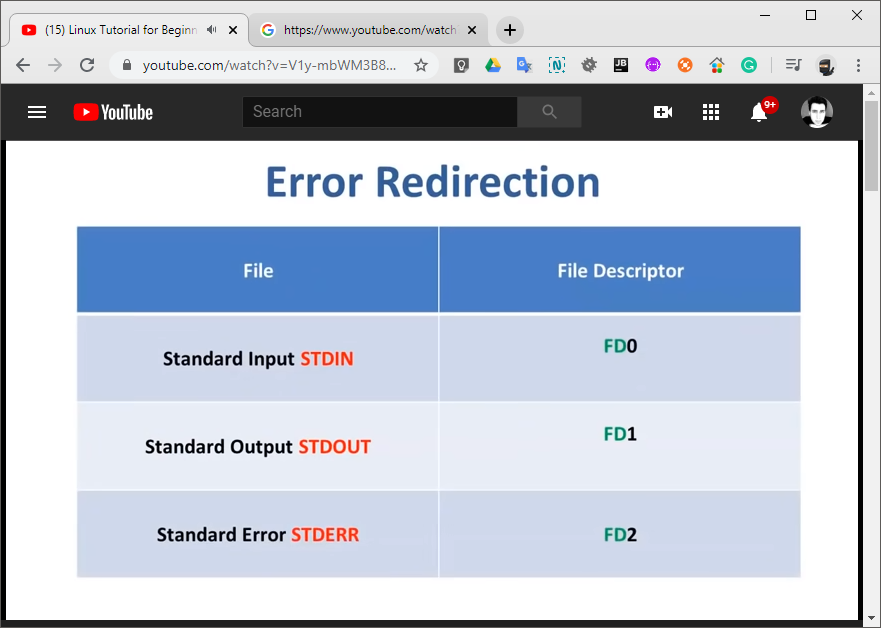 (15) Linux Tutorial for Beginn
https://www.youtube.com/watch
youtube.com/watch?v=V1y-mbWM3B8...
JB
YouTube
Search
9+
Error Redirection
File
File Descriptor
Standard Input STDIN
FD0
Standard Output STDOUT
FD1
Standard Error STDERR
FD2